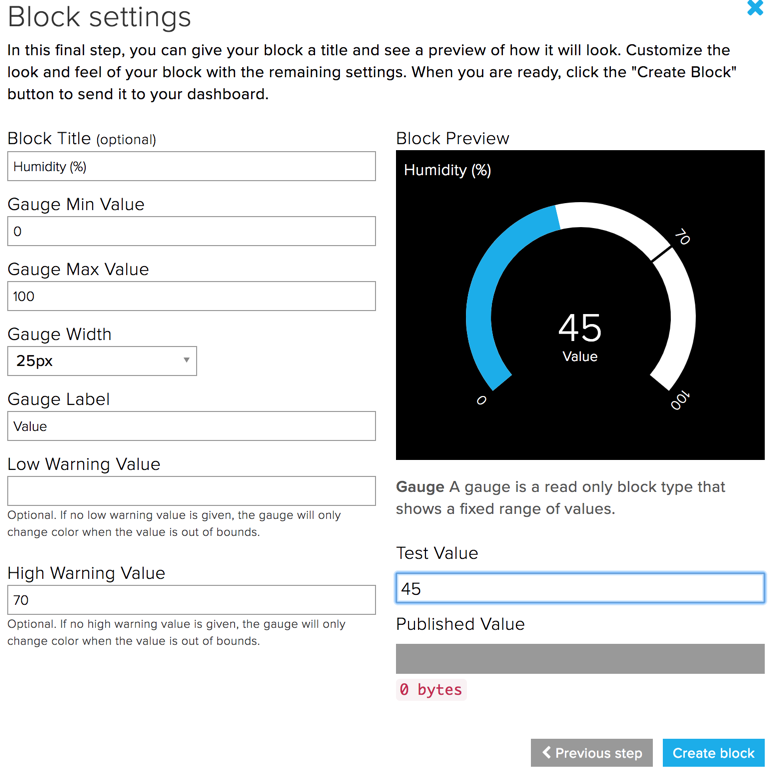 Block settings
In this final step, you can give your block a title and see a preview of how it will look. Customize the
look and feel of your block with the remaining settings. When you are ready, click the "Create Block"
button to send it to your dashboard.
Block Title (optional)
Humidity (%)
Gauge Min Value
0
Gauge Max Value
100
Gauge Width
25px
Gauge Label
Value
Low Warning Value
Optional. If no low warning value is given, the gauge will only
change color when the value is out of bounds.
High Warning Value
70
Optional. If no high warning value is given, the gauge will only
change color when the value is out of bounds.
Block Preview
Humidity (%)
70
45
Value
0
100
Gauge A gauge is a read only block type that
shows a fixed range of values.
Test Value
45
Published Value
0 bytes
Previous step
Create block